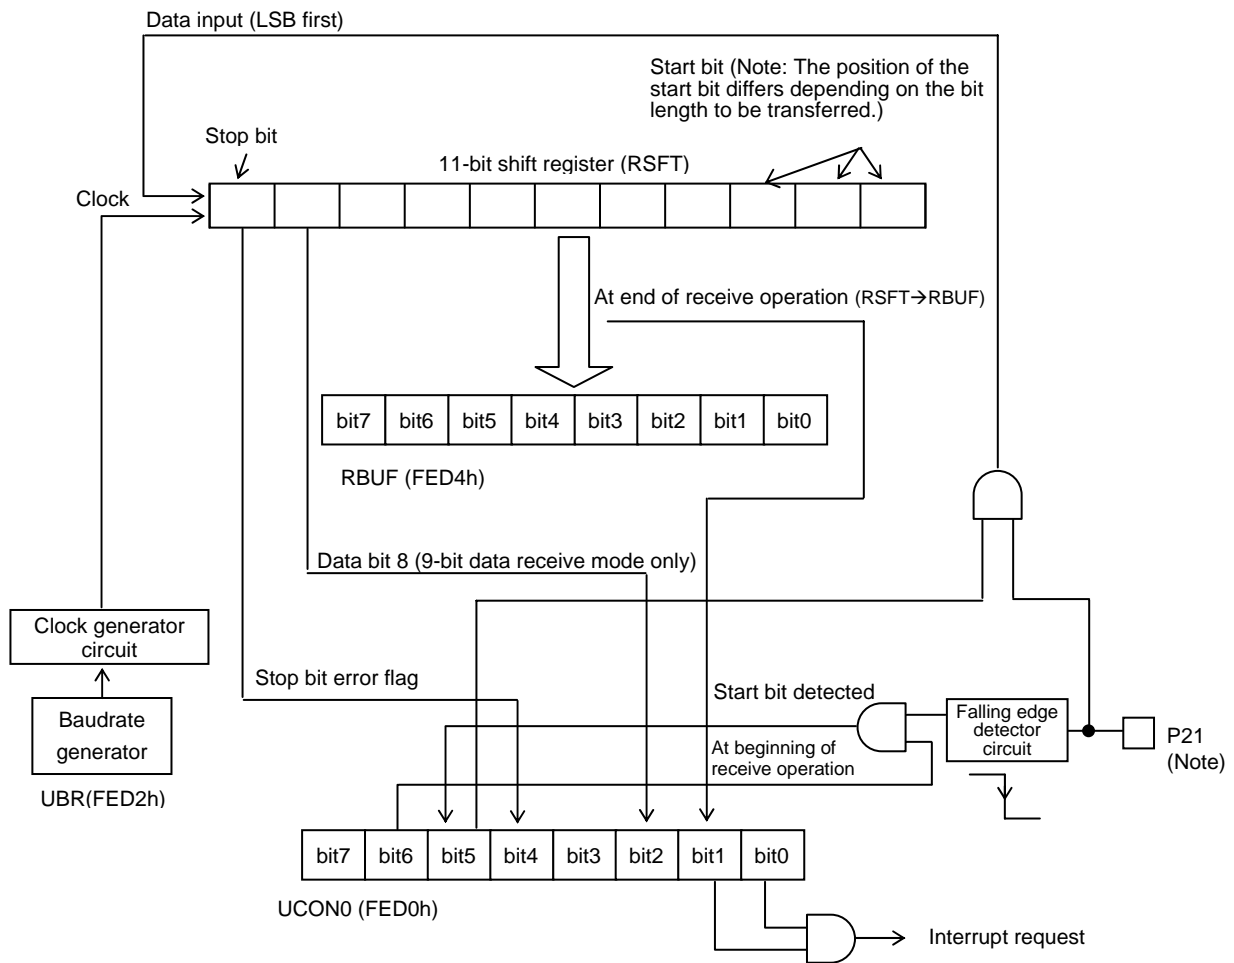 Data input (LSB first)
Start bit (Note: The position of the
start bit differs depending on the bit
length to be transferred.)
Stop bit
11-bit shift register (RSFT)
Clock
At end of receive operation (RSFT→RBUF)
bit7 bit6 bit5 bit4 bit3 bit2 bit1 bit0
RBUF (FED4h)
Data bit 8 (9-bit data receive mode only)
Clock generator
circuit
Stop bit error flag
Start bit detected
Falling edge
detector
circuit
Baudrate
generator
P21
(Note)
At beginning of
receive operation
UBR(FED2h)
bit7 bit6 bit5 bit4 bit3 bit2 bit1 bit0
UCON0 (FED0h)
Interrupt request